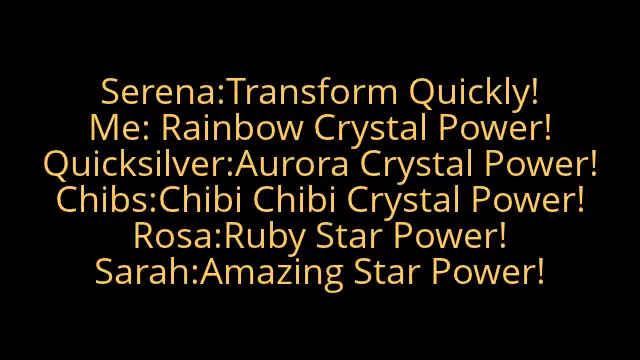 Serena:Transform Quickly!
Me: Rainbow Crystal Power!
Quicksilver:Aurora Crystal Power!
Chibs:Chibi Chibi Crystal Power!
Rosa:Ruby Star Power!
Sarah:Amazing Star Power!